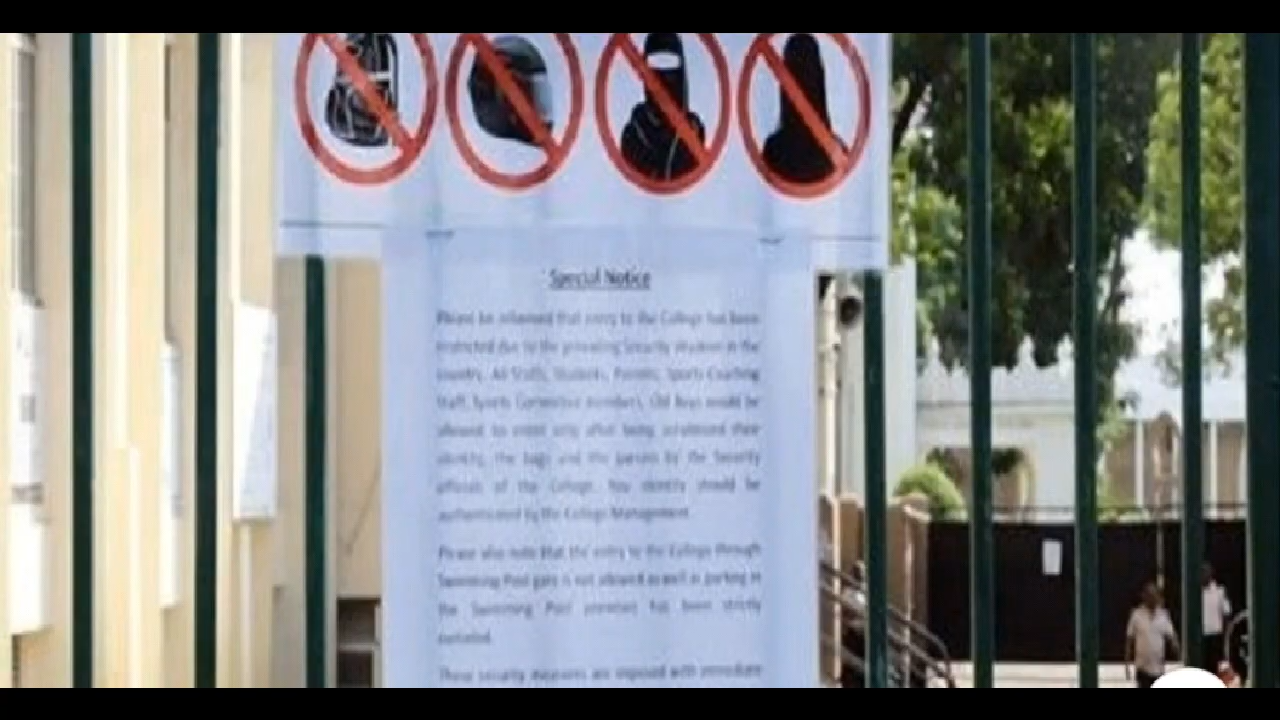 Special Notice
Please be informed that entry to the College has been
restricted due to the prevailing Security situation in the
country. All Staffs, Students, Parents, Sports Coaching
Staff, Sports Committee members, Old Boys would be
allowed to enter only after being scrutinized their
identity, the bags and the parcels by the Security
officials of the College. You identity should be
authenticated by the College Management.
Please also note that the entry to the College through
Swimming Pool gate is not allowed as well as parking in
the Swimming Pool premises has been strictly
These security measures are imposed with immediate